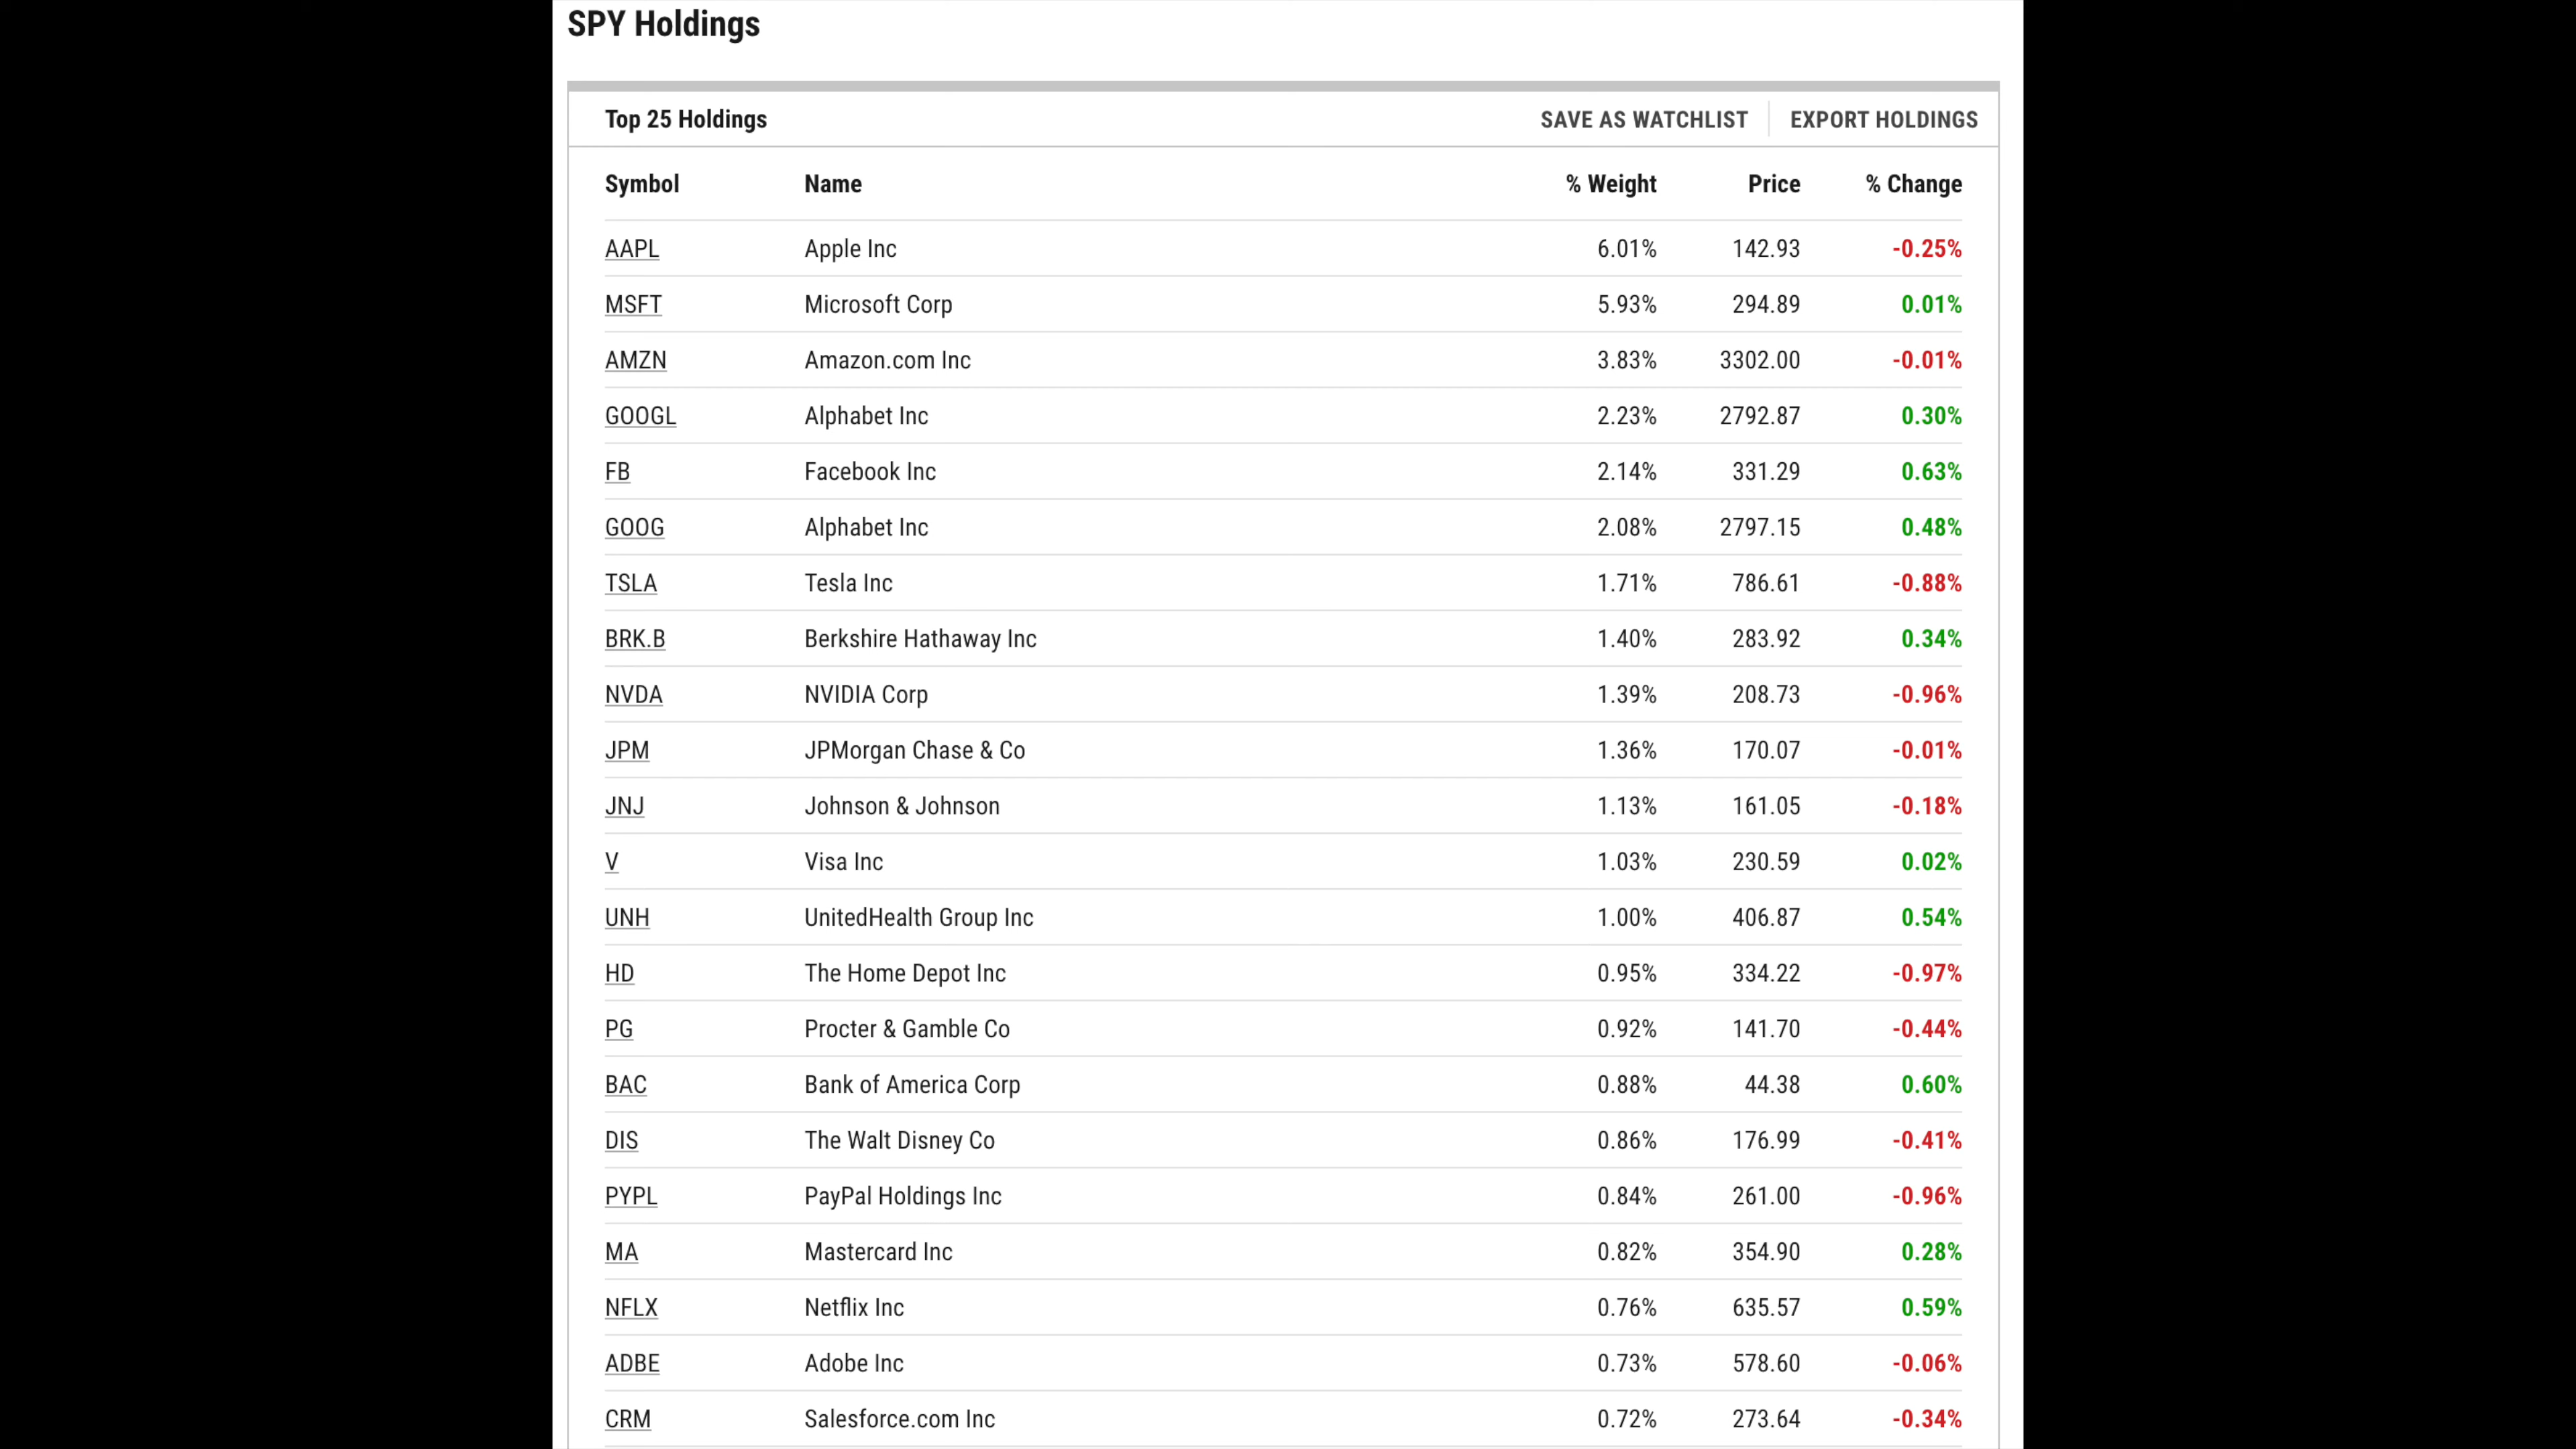 SPY Holdings
Top 25 Holdings SAVE AS WATCHLIST EXPORT HOLDINGS
Symbol Name % Weight Price % Change
AAPL Apple Inc 6.01% 142.93 -0.25%
MSFT Microsoft Corp 5.93% 294.89 0.01%
AMZN Amazon.com Inc 3.83% 3302.00 -0.01%
GOOGL Alphabet Inc 2.23% 2792.87 0.30%
FB Facebook Inc 2.14% 331.29 0.63%
GOOG Alphabet Inc 2.08% 2797.15 0.48%
TSLA Tesla Inc 1.71% 786.61 -0.88%
BRK.B Berkshire Hathaway Inc 1.40% 283.92 0.34%
NVDA NVIDIA Corp 1.39% 208.73 -0.96%
JPM JPMorgan Chase & Co 1.36% 170.07 -0.01%
JNJ Johnson & Johnson 1.13% 161.05 -0.18%
V Visa Inc 1.03% 230.59 0.02%
UNH UnitedHealth Group Inc 1.00% 406.87 0.54%
HD The Home Depot Inc 0.95% 334.22 -0.97%
PG Procter & Gamble Co 0.92% 141.70 -0.44%
BAC Bank of America Corp 0.88% 44.38 0.60%
DIS The Walt Disney Co 0.86% 176.99 -0.41%
PYPL PayPal Holdings Inc 0.84% 261.00 -0.96%
MA Mastercard Inc 0.82% 354.90 0.28%
NFLX Netflix Inc 0.76% 635.57 0.59%
ADBE Adobe Inc 0.73% 578.60 -0.06%
CRM Salesforce.com Inc 0.72% 273.64 -0.34%